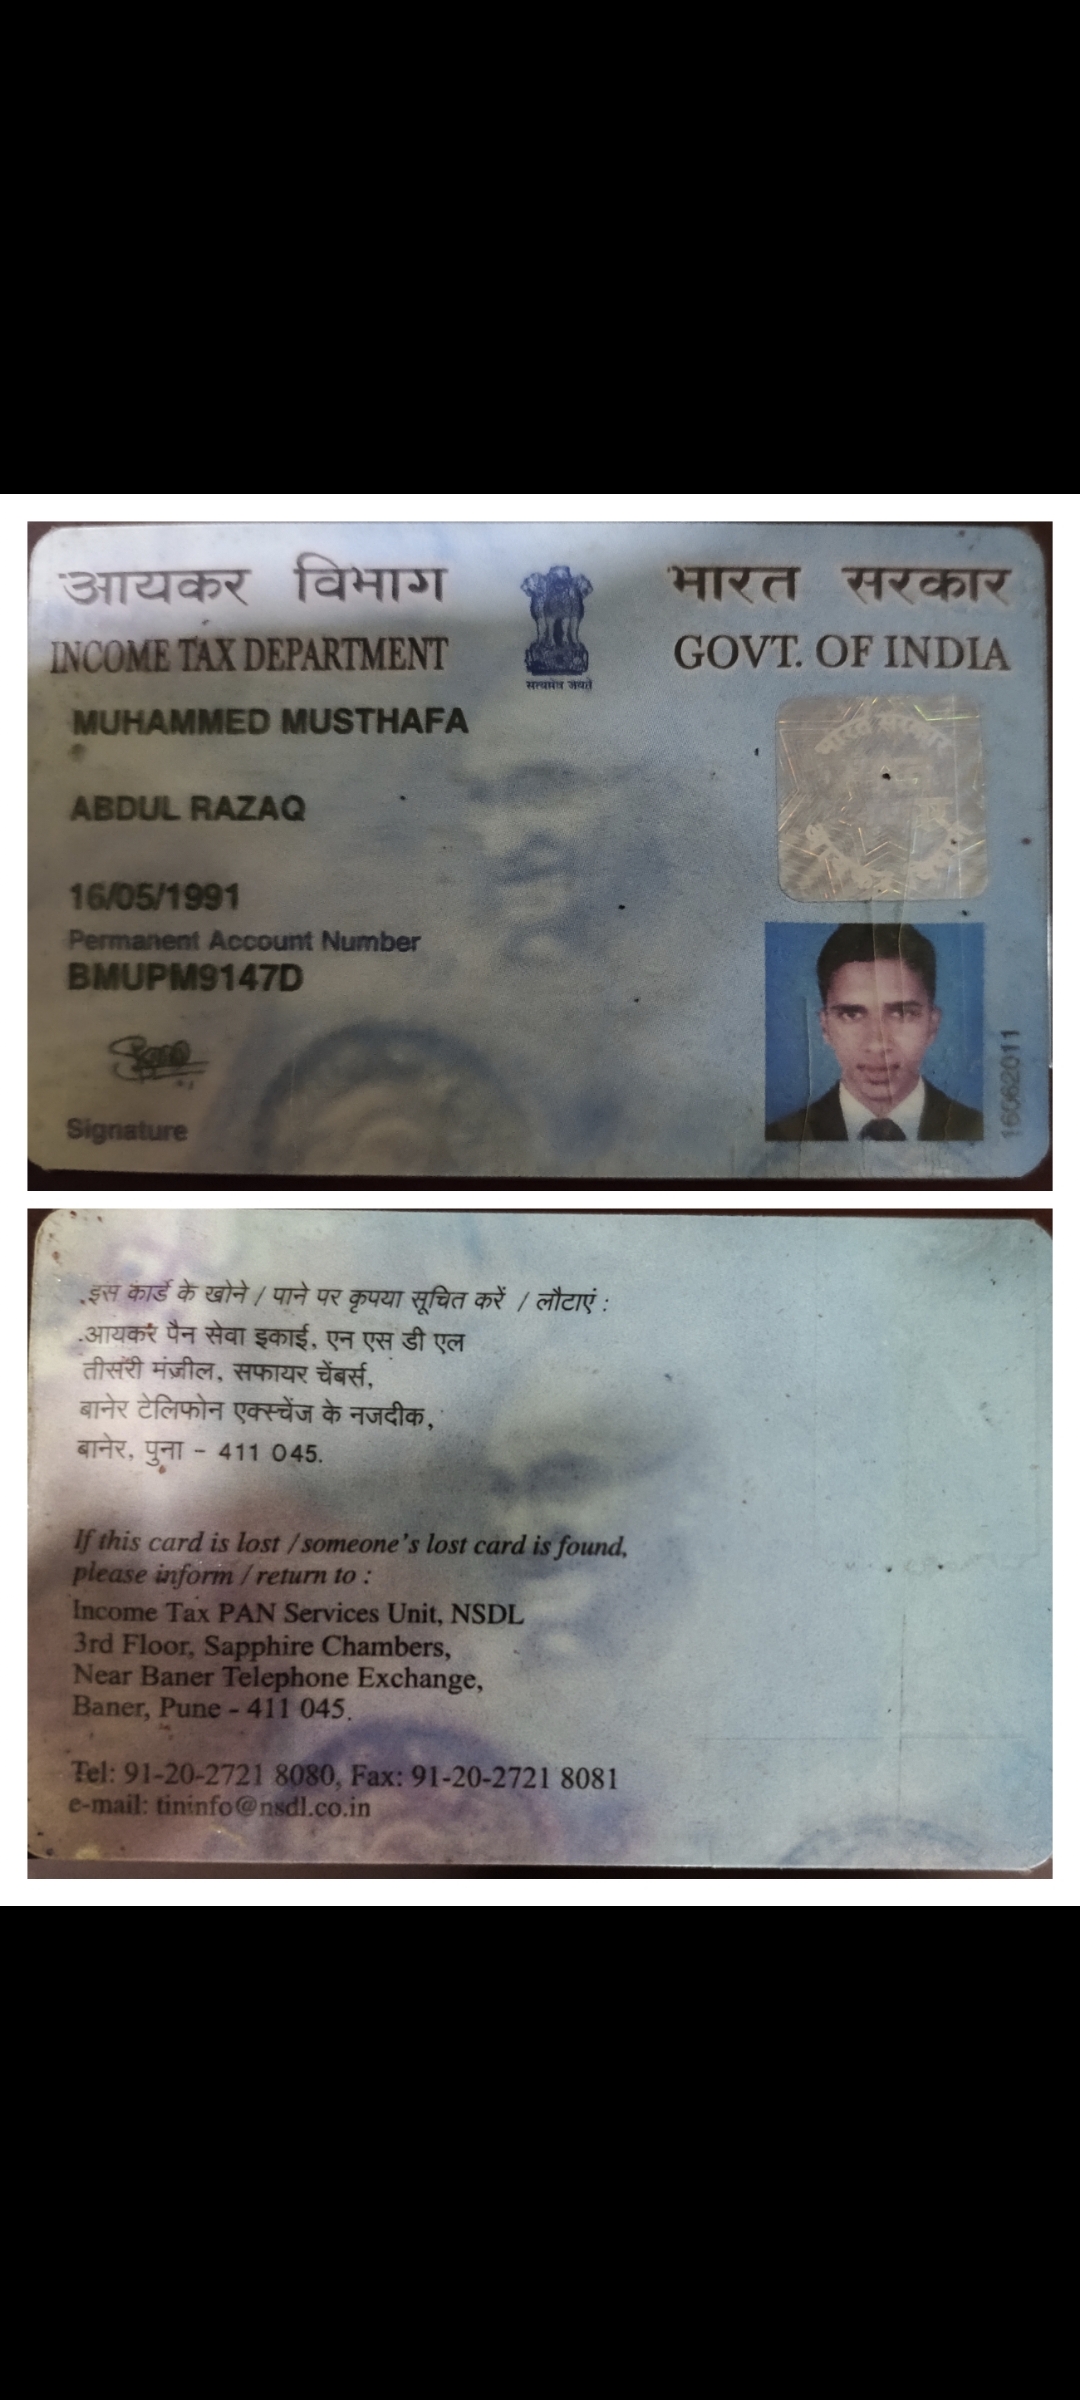 आयकर विभाग
INCOME TAX DEPARTMENT
सत्यमेव जयते
भारत सरकार
GOVT. OF INDIA
MUHAMMED MUSTHAFA
भारत सरकार
ABDUL RAZAQ
16/05/1991
Permanent Account Number
BMUPM9147D
16062011
Signature
इस कार्ड के खोने / पाने पर कृपया सूचित करें / लौटाएं :
आयकर पैन सेवा इकाई, एन एस डी एल
तीसरी मंज़ील, सफायर चेंबर्स,
बानेर टेलिफोन एक्स्चेंज के नजदीक,
बानेर, पुना - 411 045.
If this card is lost / someone's lost card is found,
please inform / return to :
Income Tax PAN Services Unit, NSDL
3rd Floor, Sapphire Chambers,
Near Baner Telephone Exchange,
Baner, Pune - 411 045.
Tel: 91-20-2721 8080, Fax: 91-20-2721 8081
e-mail: tininfo@nsdl.co.in